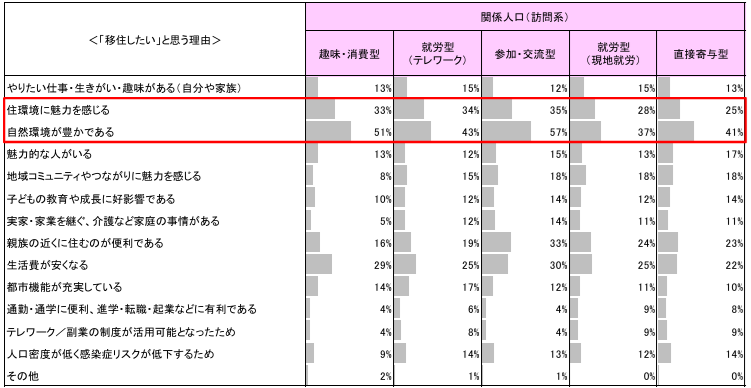 関係人口（訪問系）
＜「移住したい」と思う理由＞
趣味・消費型 就労型（テレワーク） 参加・交流型 就労型（現地就労） 直接寄与型
やりたい仕事・生きがい・趣味がある（自分や家族） 13% 15% 12% 15% 13%
住環境に魅力を感じる 33% 34% 35% 28% 25%
自然環境が豊かである 51% 43% 57% 37% 41%
魅力的な人がいる 13% 12% 15% 13% 17%
地域コミュニティやつながりに魅力を感じる 8% 15% 18% 18% 18%
子どもの教育や成長に好影響である 10% 12% 14% 12% 14%
実家・家業を継ぐ、介護など家庭の事情がある 5% 12% 14% 11% 11%
親族の近くに住むのが便利である 16% 19% 33% 24% 23%
生活費が安くなる 29% 25% 30% 25% 22%
都市機能が充実している 14% 17% 12% 11% 10%
通勤・通学に便利、進学・転職・起業などに有利である 4% 6% 4% 9% 8%
テレワーク／副業の制度が活用可能となったため 4% 8% 4% 9% 9%
人口密度が低く感染症リスクが低下するため 9% 14% 13% 12% 14%
その他 2% 1% 1% 0% 0%